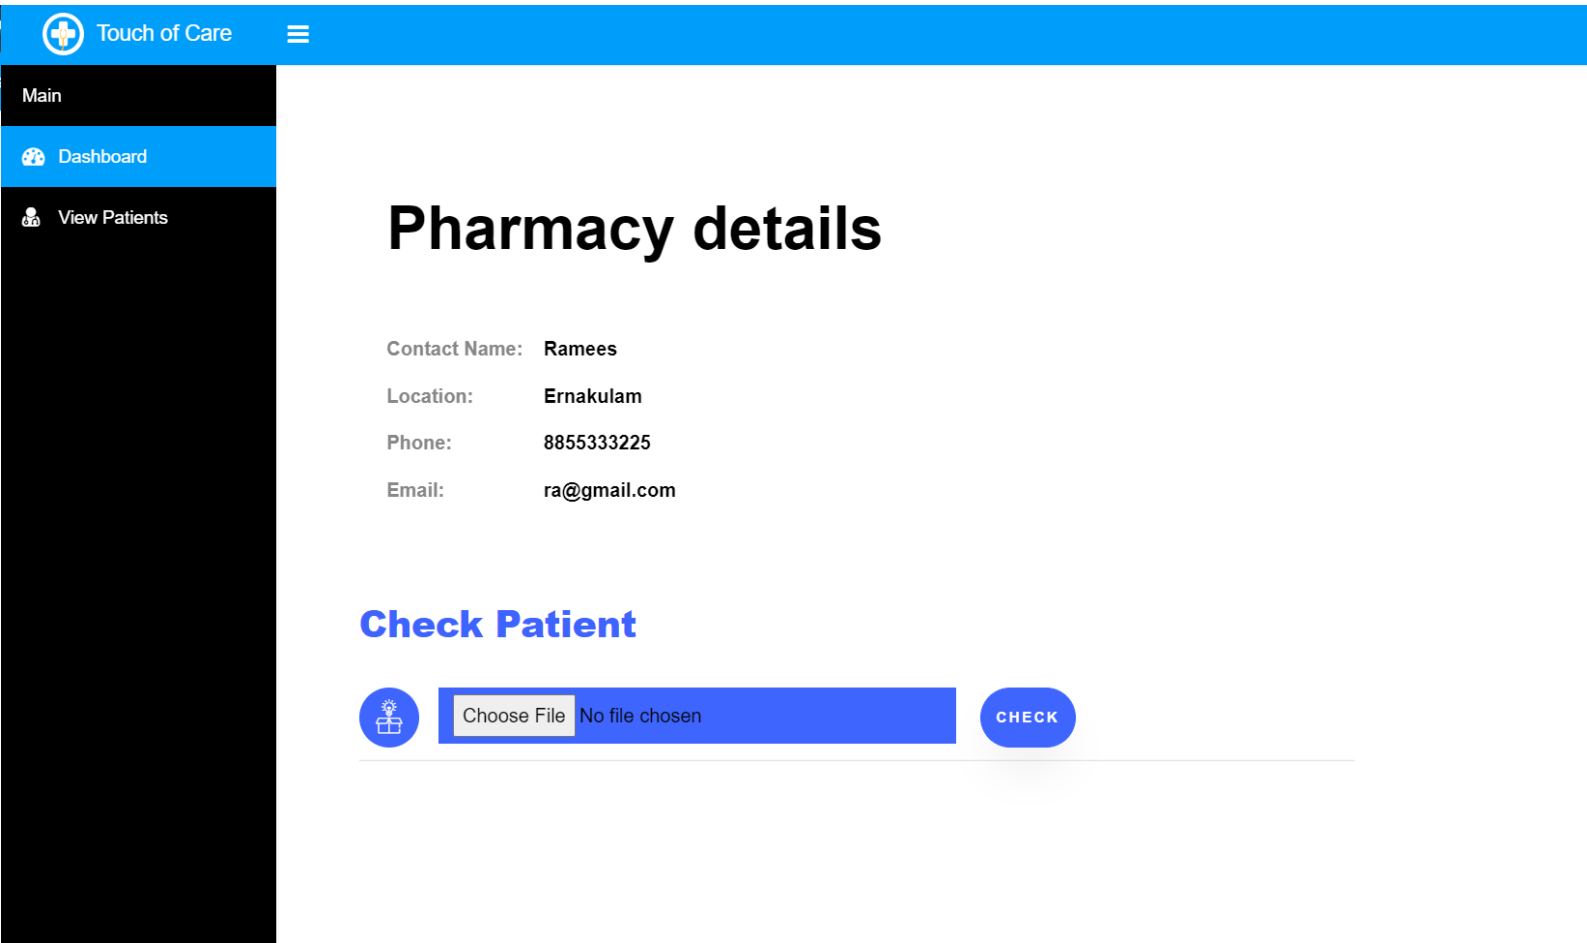 Touch of Care
Main
Dashboard
View Patients
Pharmacy details
Contact Name: Ramees
Location: Ernakulam
Phone: 8855333225
Email: ra@gmail.com
Check Patient
Choose File No file chosen CHECK